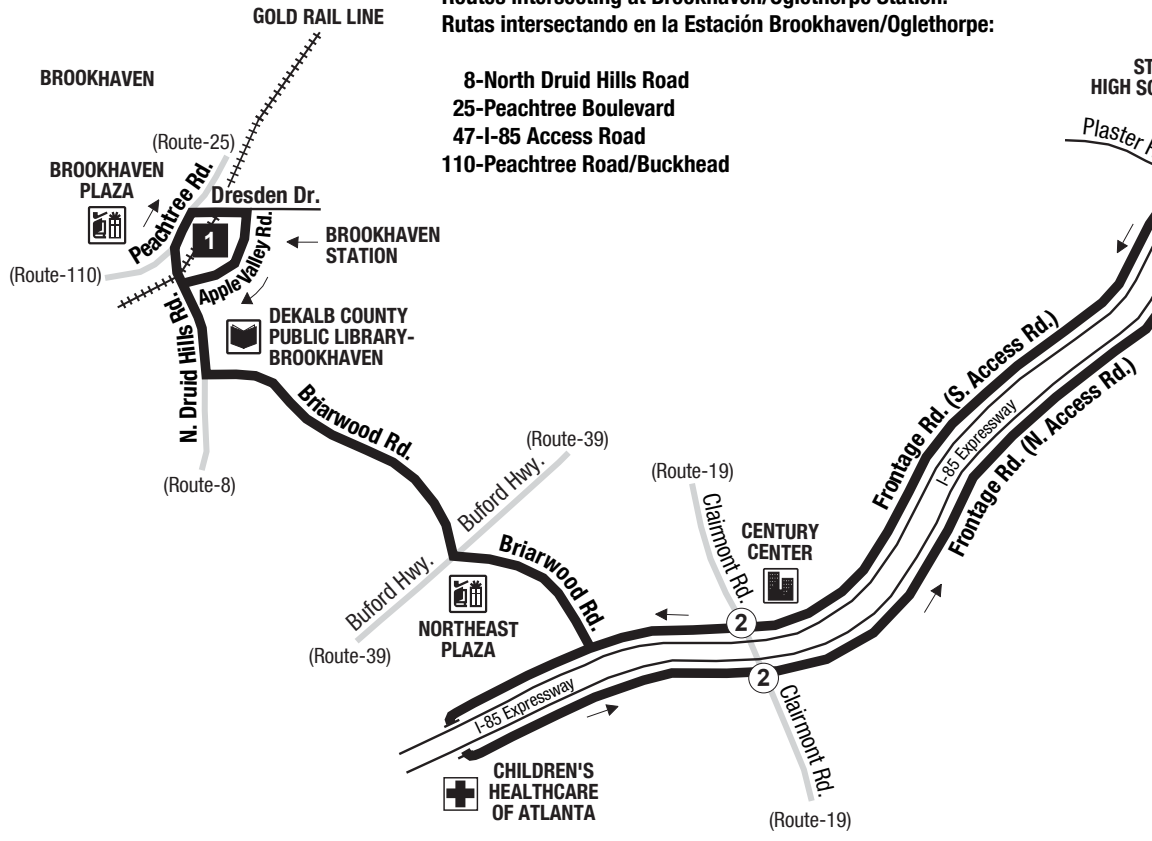 Rutas intersectando en la Estación Brookhaven/Oglethorpe:
8-North Druid Hills Road
25-Peachtree Boulevard
47-I-85 Access Road
110-Peachtree Road/Buckhead
GOLD RAIL LINE
BROOKHAVEN
(Route-25)
BROOKHAVEN
PLAZA
Peachtree Rd.
Dresden Dr.
1
Apple Valley Rd.
BROOKHAVEN
STATION
(Route-110)
N. Druid Hills Rd.
DEKALB COUNTY
PUBLIC LIBRARY-
BROOKHAVEN
Briarwood Rd.
(Route-8)
(Route-39)
Buford Hwy.
Buford Hwy.
(Route-39)
Briarwood Rd.
NORTHEAST
PLAZA
(Route-19)
Clairmont Rd.
CENTURY
CENTER
2
2
Clairmont Rd.
(Route-19)
Frontage Rd. (S. Access Rd.)
I-85 Expressway
Frontage Rd. (N. Access Rd.)
I-85 Expressway
CHILDREN'S
HEALTHCARE
OF ATLANTA
HIGH
Plaster